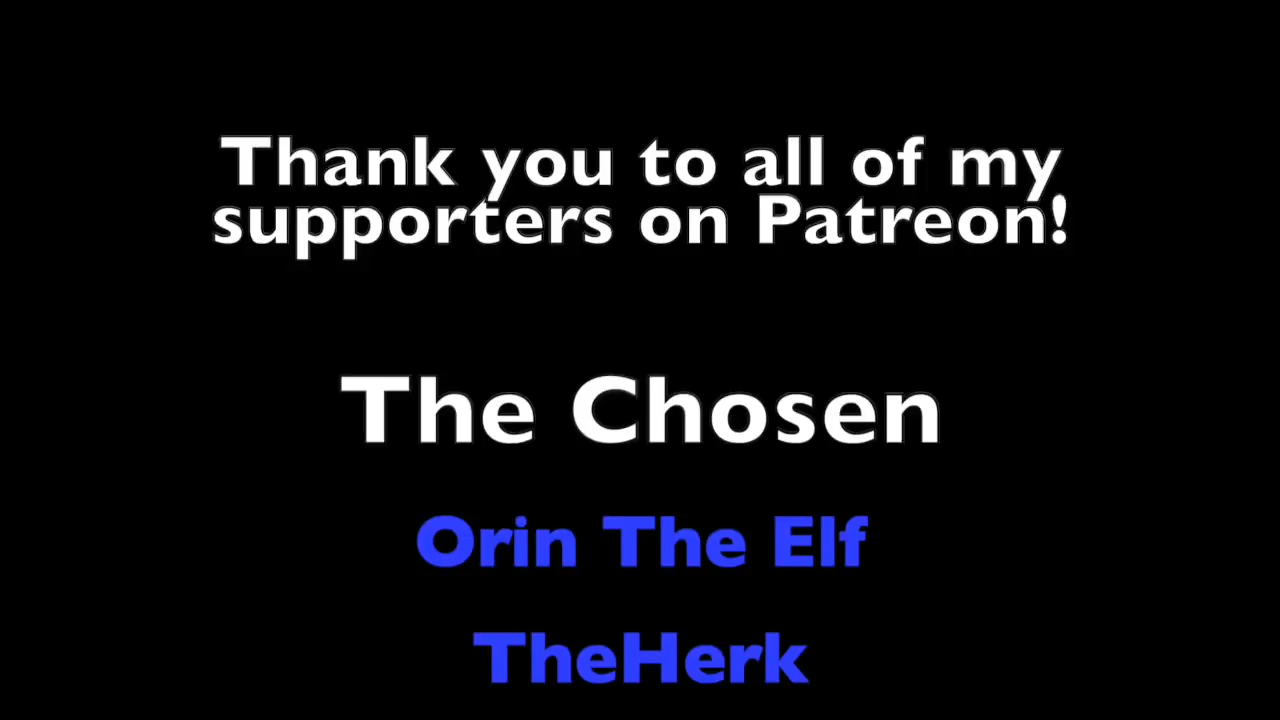 Thank you to all of my
supporters on Patreon!
The Chosen
Orin The Elf
TheHerk